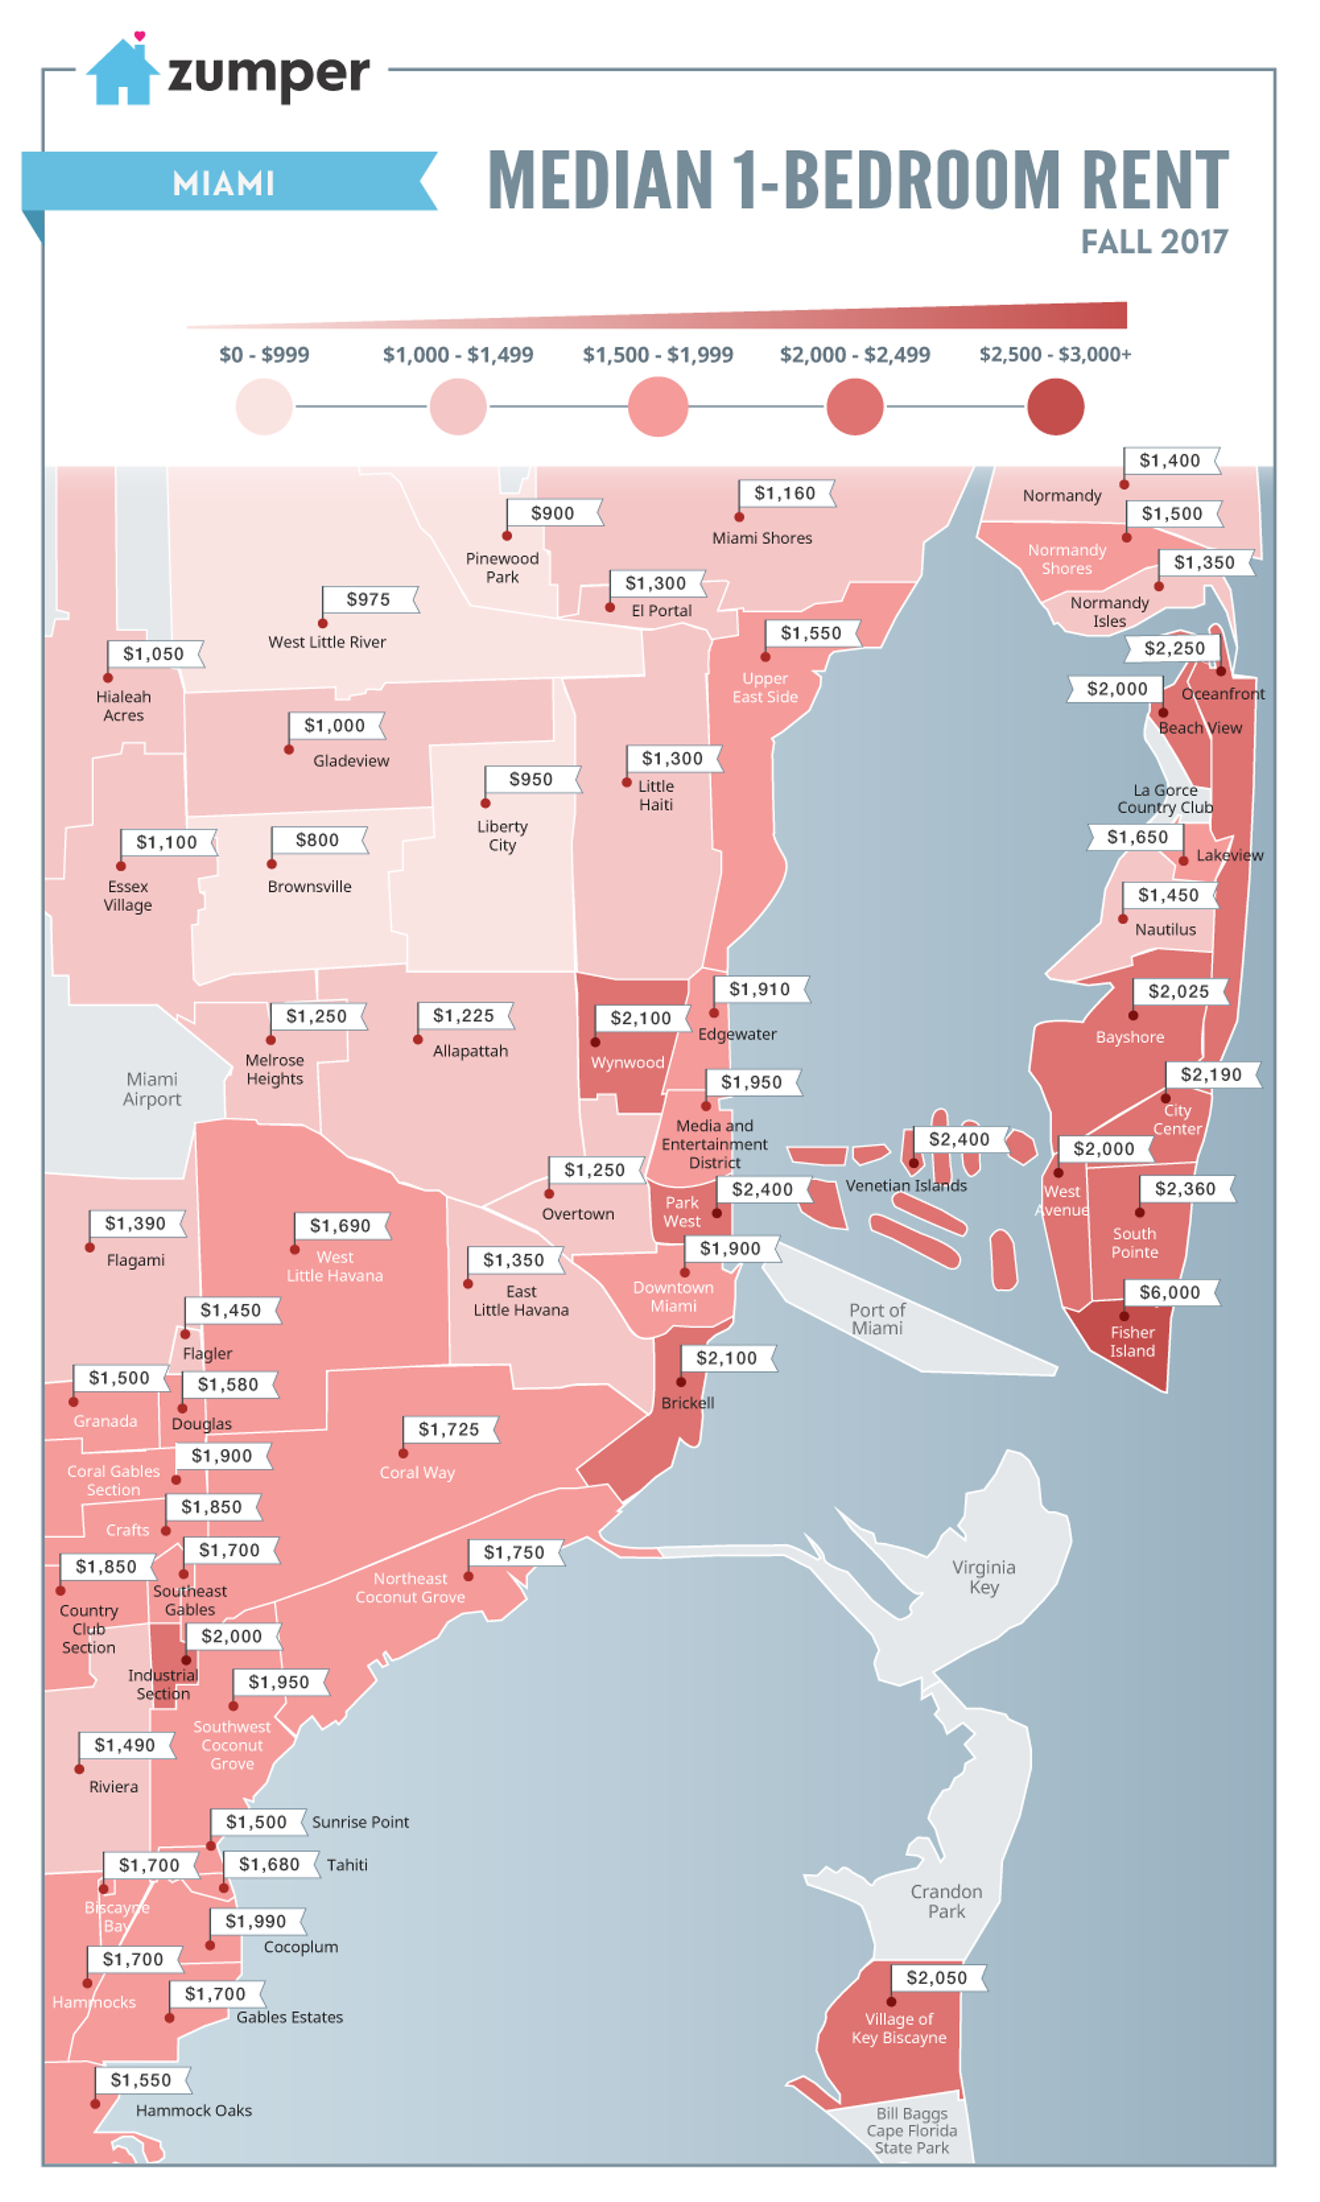 zumper
MIAMI
MEDIAN 1-BEDROOM RENT
FALL 2017
$0 - $999
$1,000 - $1,499
$1,500 - $1,999
$2,000 - $2,499
$2,500 - $3,000+
$1,400
Normandy
$1,500
Normandy
Shores
$1,350
Normandy
Isles
$900
Pinewood
Park
$1,160
Miami Shores
$1,300
El Portal
$975
West Little River
$1,550
Upper
East Side
$1,050
Hialeah
Acres
$2,250
Oceanfront
$2,000
Beach View
$1,000
Gladeview
$950
Liberty
City
$1,300
Little
Haiti
La Gorce
Country Club
$1,100
Essex
Village
$800
Brownsville
$1,650
Lakeview
$1,450
Nautilus
$1,910
Edgewater
$2,025
Bayshore
$1,250
Melrose
Heights
$1,225
Allapattah
$2,100
Wynwood
Miami
Airport
$1,950
Media and
Entertainment
District
$2,190
City
Center
$2,400
Venetian Islands
$2,000
West
Avenue
$1,250
Overtown
Park
West
$2,400
$2,360
South
Pointe
$1,390
Flagami
$1,690
West
Little Havana
$1,350
East
Little Havana
$1,900
Downtown
Miami
Port of
Miami
$6,000
Fisher
Island
$1,450
Flagler
$1,500
Granada
$1,580
Douglas
$2,100
Brickell
$1,725
Coral Way
$1,900
Coral Gables
Section
$1,850
Crafts
$1,700
Southeast
Gables
$1,850
Country
Club
Section
$1,750
Northeast
Coconut Grove
Virginia
Key
$2,000
Industrial
Section
$1,950
Southwest
Coconut
Grove
$1,490
Riviera
$1,500
Sunrise Point
$1,700
Biscayne
Bay
$1,680
Tahiti
Crandon
Park
$1,990
Cocoplum
$1,700
Hammocks
$1,700
Gables Estates
$2,050
Village of
Key Biscayne
$1,550
Hammock Oaks
Bill Baggs
Cape Florida
State Park